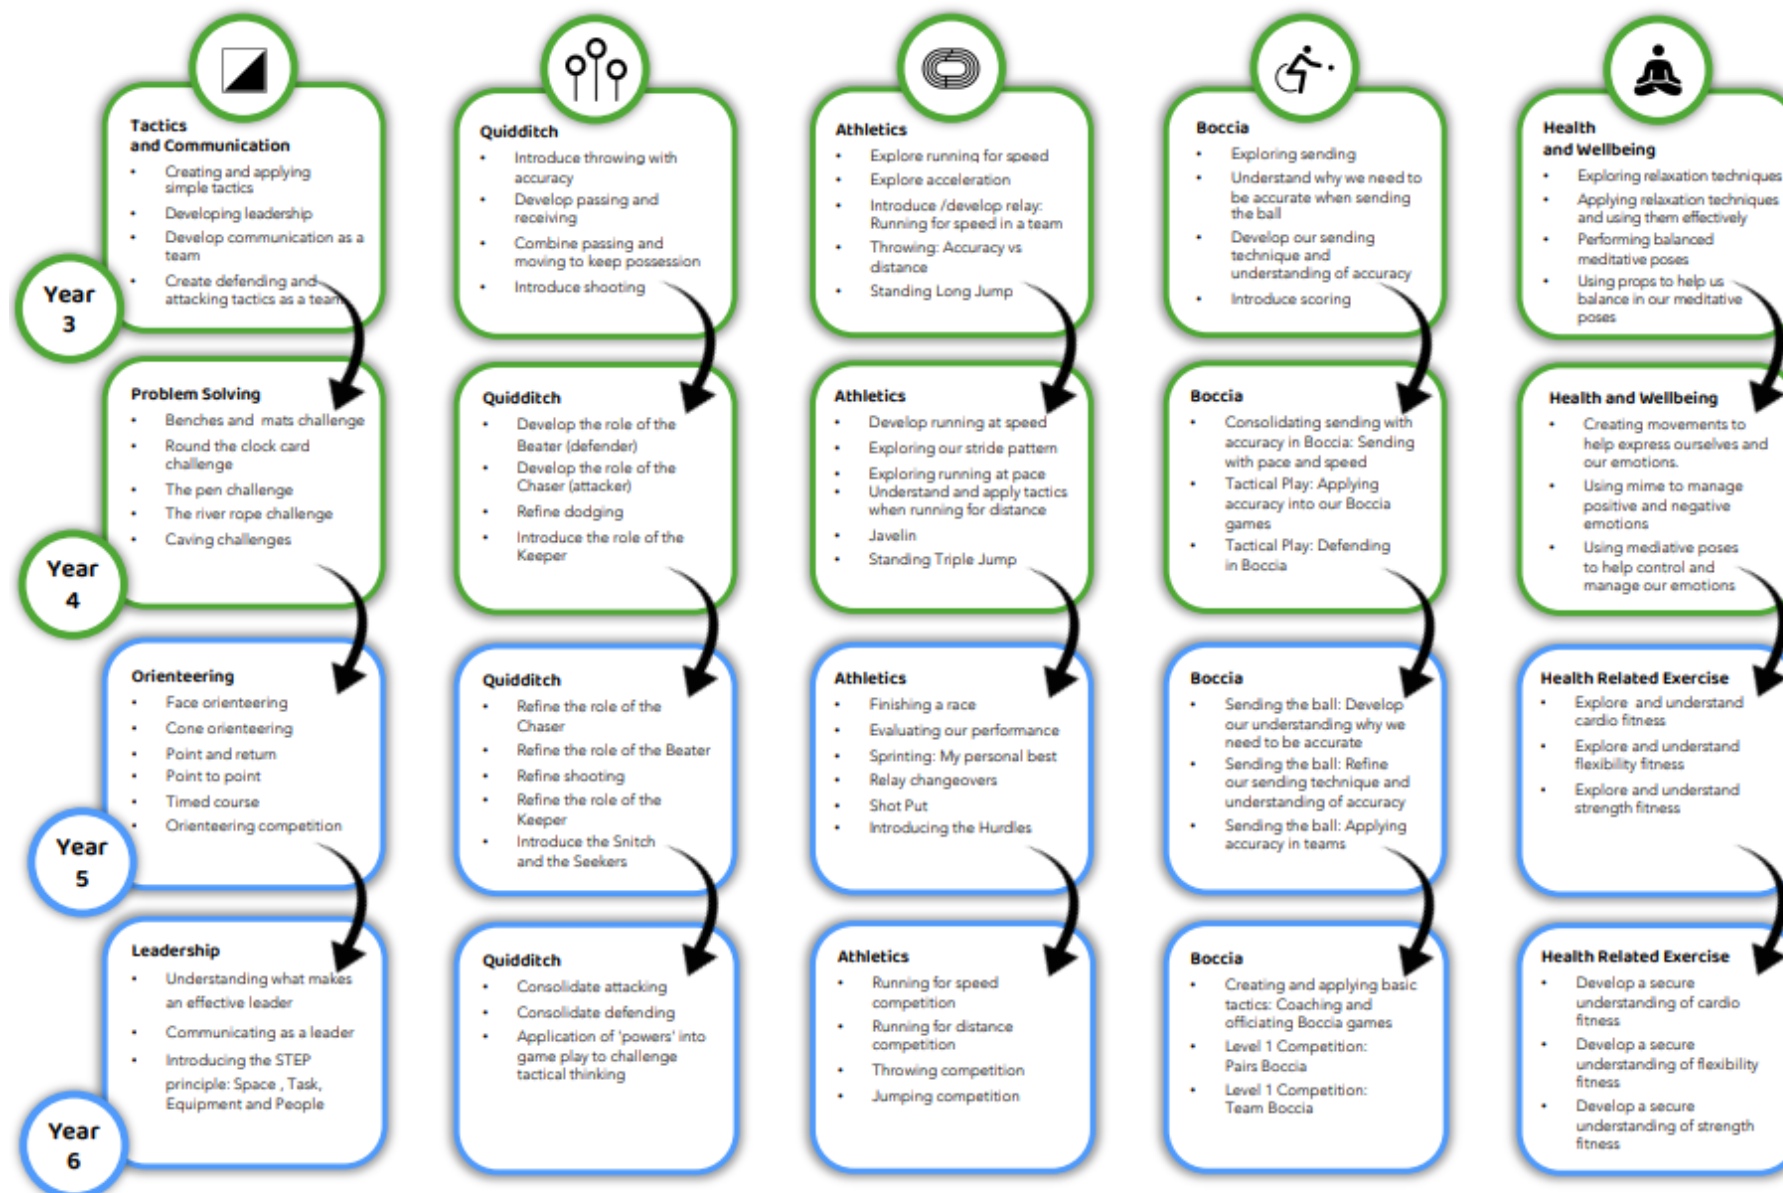 Tactics
and Communication
• Creating and applying
simple tactics
• Developing leadership
• Develop communication as a
team
• Create defending and
attacking tactics as a team
Quidditch
• Introduce throwing with
accuracy
• Develop passing and
receiving
• Combine passing and
moving to keep possession
• Introduce shooting
Athletics
• Explore running for speed
• Explore acceleration
• Introduce /develop relay:
Running for speed in a team
• Throwing: Accuracy vs
distance
• Standing Long Jump
Boccia
• Exploring sending
• Understand why we need to
be accurate when sending
the ball
• Develop our sending
technique and
understanding of accuracy
• Introduce scoring
Health
and Wellbeing
• Exploring relaxation techniques
• Applying relaxation techniques
and using them effectively
• Performing balanced
meditative poses
• Using props to help us
balance in our meditative
poses
Year
3
Problem Solving
• Benches and mats challenge
• Round the clock card
challenge
• The pen challenge
• The river rope challenge
• Caving challenges
Quidditch
• Develop the role of the
Beater (defender)
• Develop the role of the
Chaser (attacker)
• Refine dodging
• Introduce the role of the
Keeper
Athletics
• Develop running at speed
• Exploring our stride pattern
• Exploring running at pace
• Understand and apply tactics
when running for distance
• Javelin
• Standing Triple Jump
Boccia
• Consolidating sending with
accuracy in Boccia: Sending
with pace and speed
• Tactical Play: Applying
accuracy into our Boccia
games
• Tactical Play: Defending
in Boccia
Health and Wellbeing
• Creating movements to
help express ourselves and
our emotions.
• Using mime to manage
positive and negative
emotions
• Using mediative poses
to help control and
manage our emotions
Year
4
Orienteering
• Face orienteering
• Cone orienteering
• Point and return
• Point to point
• Timed course
• Orienteering competition
Quidditch
• Refine the role of the
Chaser
• Refine the role of the Beater
• Refine shooting
• Refine the role of the
Keeper
• Introduce the Snitch
and the Seekers
Athletics
• Finishing a race
• Evaluating our performance
• Sprinting: My personal best
• Relay changeovers
• Shot Put
• Introducing the Hurdles
Boccia
• Sending the ball: Develop
our understanding why we
need to be accurate
• Sending the ball: Refine
our sending technique and
understanding of accuracy
• Sending the ball: Applying
accuracy in teams
Health Related Exercise
• Explore and understand
cardio fitness
• Explore and understand
flexibility fitness
• Explore and understand
strength fitness
Year
5
Leadership
• Understanding what makes
an effective leader
• Communicating as a leader
• Introducing the STEP
principle: Space , Task,
Equipment and People
Quidditch
• Consolidate attacking
• Consolidate defending
• Application of 'powers' into
game play to challenge
tactical thinking
Athletics
• Running for speed
competition
• Running for distance
competition
• Throwing competition
• Jumping competition
Boccia
• Creating and applying basic
tactics: Coaching and
officiating Boccia games
• Level 1 Competition:
Pairs Boccia
• Level 1 Competition:
Team Boccia
Health Related Exercise
• Develop a secure
understanding of cardio
fitness
• Develop a secure
understanding of flexibility
fitness
• Develop a secure
understanding of strength
fitness
Year
6